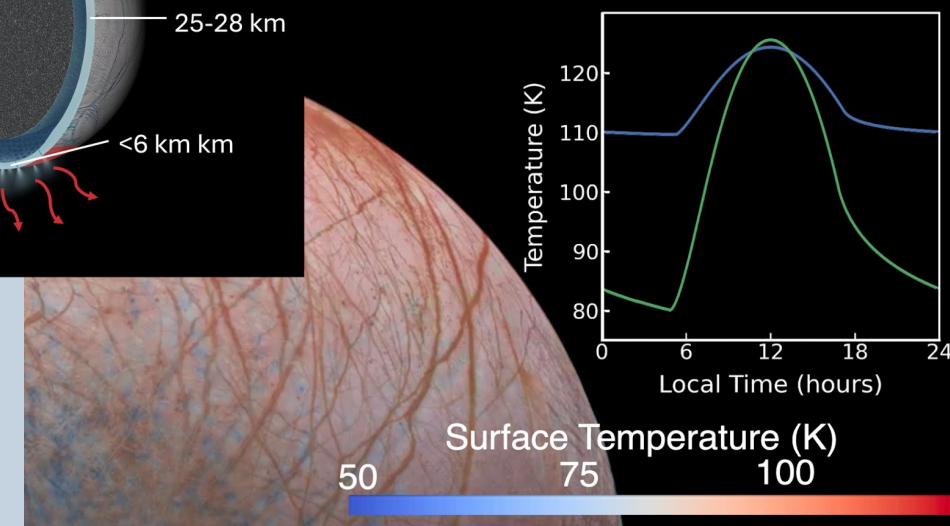 25-28 km
<6 km km
Temperature (K)
120
110
100
90
80
0 6 12 18 24
Local Time (hours)
Surface Temperature (K)
50 75 100